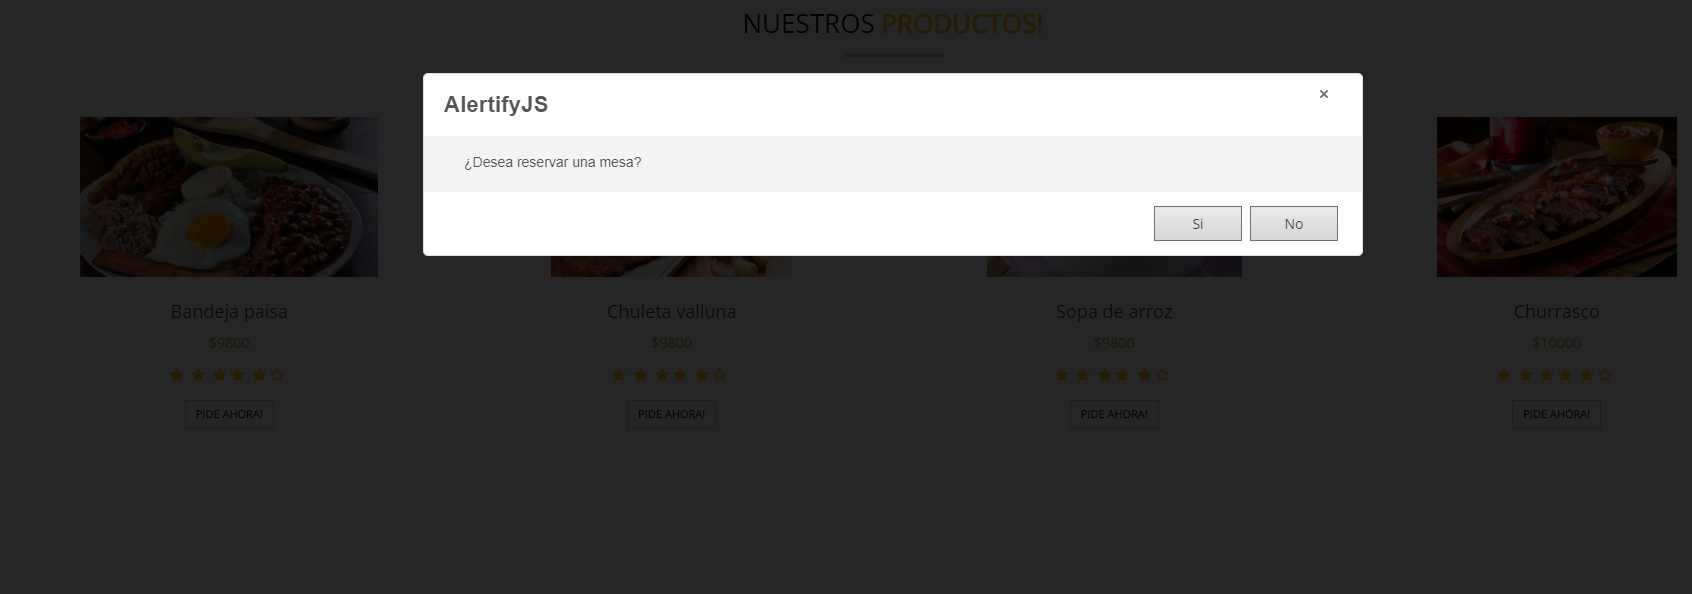 NUESTROS PRODUCTOS!
AlertifyJS
×
¿Desea reservar una mesa?
Si No
Bandeja paisa
$9800
PIDE AHORA!
Chuleta valluna
$9800
PIDE AHORA!
Sopa de arroz
$9800
PIDE AHORA!
Churrasco
$10000
PIDE AHORA!